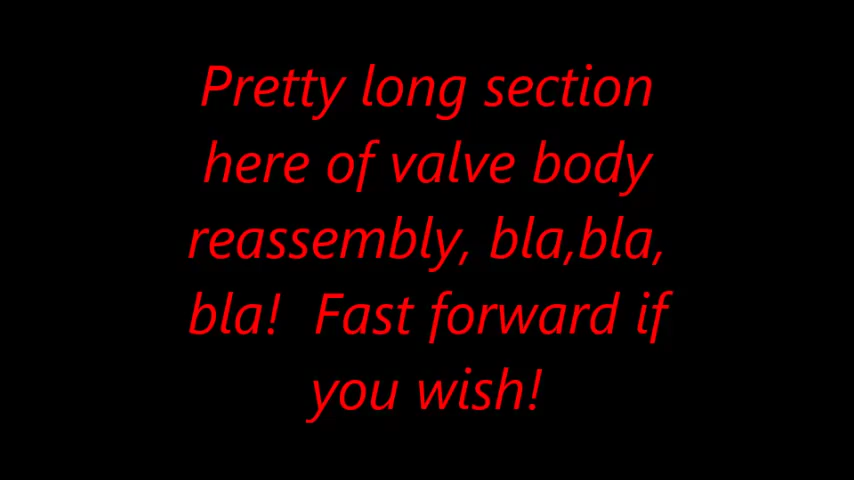 Pretty long section
here of valve body
reassembly, bla,bla,
bla!  Fast forward if
you wish!